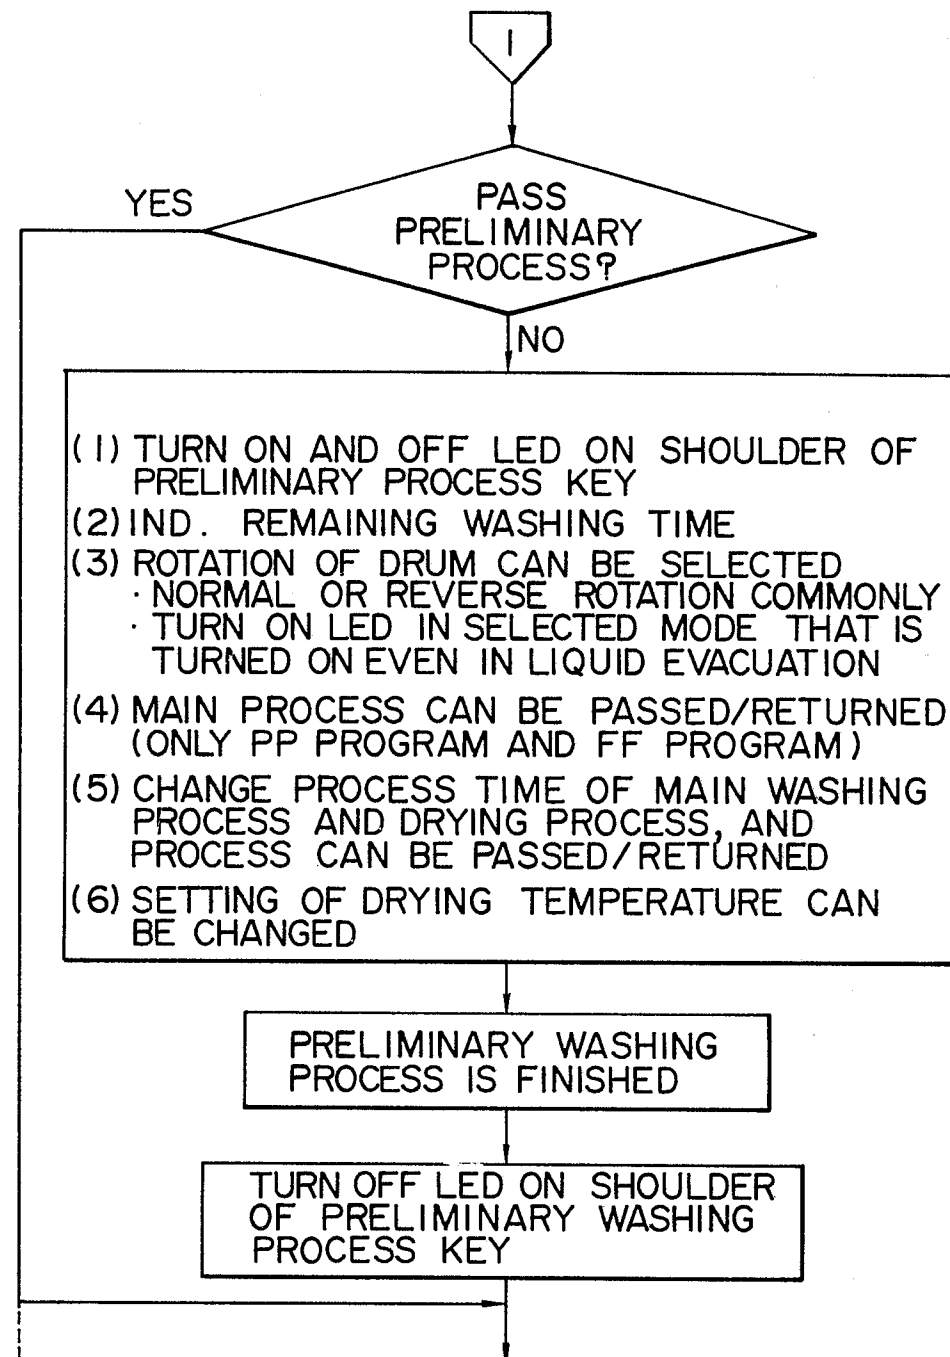 1
PASS
PRELIMINARY
PROCESS?
YES
NO
(1) TURN ON AND OFF LED ON SHOULDER OF
PRELIMINARY PROCESS KEY
(2) IND. REMAINING WASHING TIME
(3) ROTATION OF DRUM CAN BE SELECTED
· NORMAL OR REVERSE ROTATION COMMONLY
· TURN ON LED IN SELECTED MODE THAT IS
TURNED ON EVEN IN LIQUID EVACUATION
(4) MAIN PROCESS CAN BE PASSED/RETURNED
(ONLY PP PROGRAM AND FF PROGRAM)
(5) CHANGE PROCESS TIME OF MAIN WASHING
PROCESS AND DRYING PROCESS, AND
PROCESS CAN BE PASSED/RETURNED
(6) SETTING OF DRYING TEMPERATURE CAN
BE CHANGED
PRELIMINARY WASHING
PROCESS IS FINISHED
TURN OFF LED ON SHOULDER
OF PRELIMINARY WASHING
PROCESS KEY